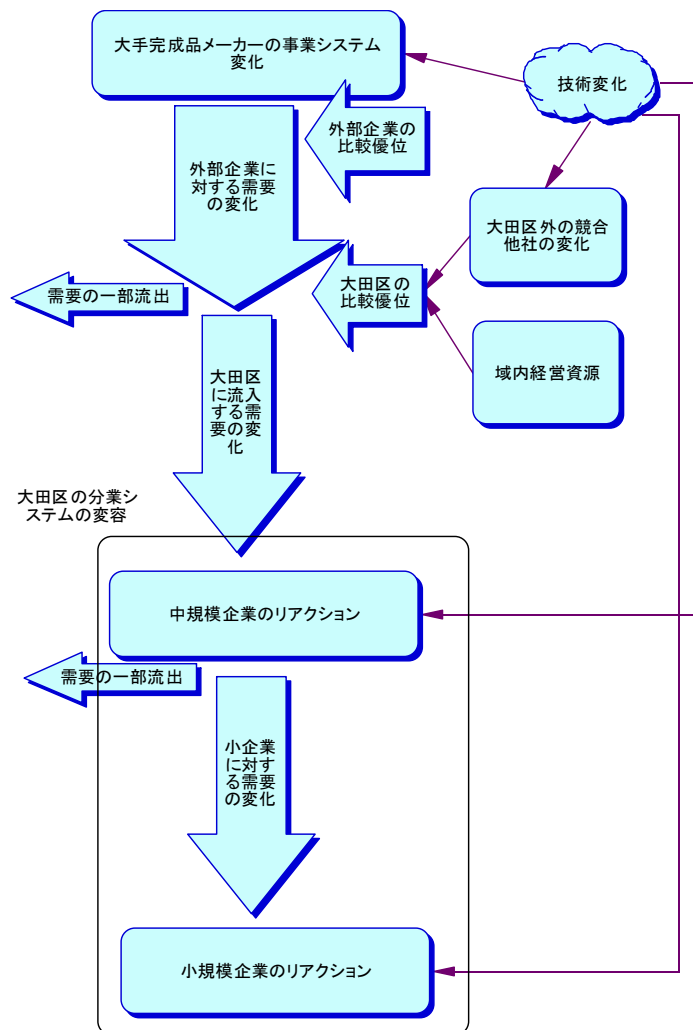 大手完成品メーカーの事業システム
変化
技術変化
外部企業の
比較優位
外部企業に
対する需要
の変化
大田区外の競合
他社の変化
大田区の
比較優位
需要の一部流出
域内経営資源
大田区
に流入
する需
要の変
化
大田区の分業シ
ステムの変容
中規模企業のリアクション
需要の一部流出
小企業
に対す
る需要
の変化
小規模企業のリアクション